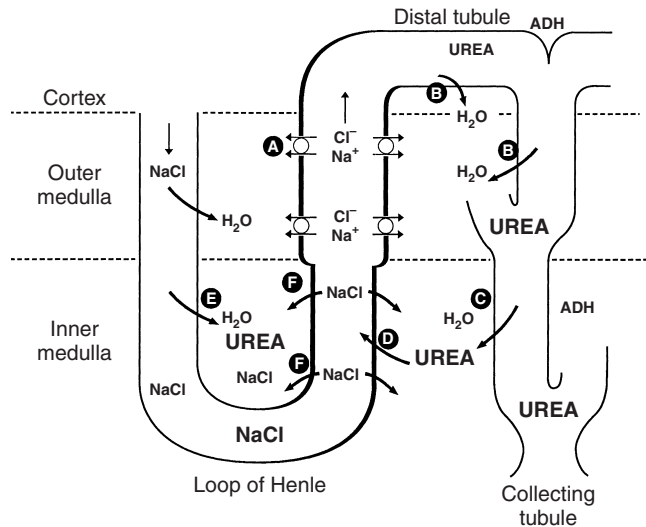 Distal tubule
ADH
UREA
Cortex
B
H₂O
Cl⁻
Na⁺
A
B
H₂O
Outer
medulla
NaCl
H₂O
Cl⁻
Na⁺
UREA
F
NaCl
E
H₂O
UREA
C
H₂O
ADH
Inner
medulla
D
UREA
F
NaCl
NaCl
NaCl
UREA
NaCl
Loop of Henle
Collecting
tubule